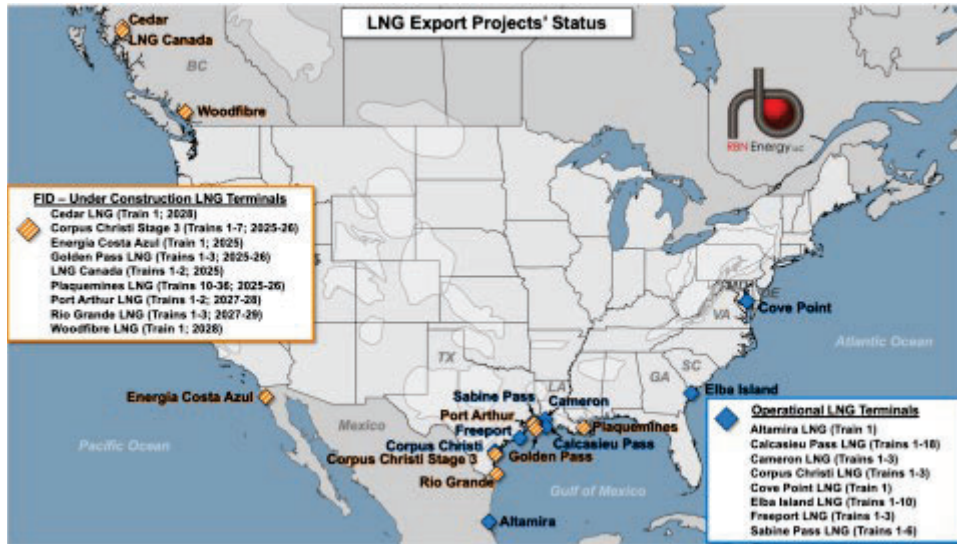 LNG Export Projects' Status
Cedar
LNG Canada
BC
Woodfibre
RBN Energy LLC
FID – Under Construction LNG Terminals
Cedar LNG (Train 1; 2028)
Corpus Christi Stage 3 (Trains 1-7; 2025-26)
Energia Costa Azul (Train 1; 2025)
Golden Pass LNG (Trains 1-3; 2025-26)
LNG Canada (Trains 1-2; 2025)
Plaquemines LNG (Trains 10-36; 2025-26)
Port Arthur LNG (Trains 1-2; 2027-28)
Rio Grande LNG (Trains 1-3; 2027-29)
Woodfibre LNG (Train 1; 2028)
VA
Cove Point
Atlantic Ocean
TX
LA
GA
SC
Elba Island
Energia Costa Azul
Mexico
Pacific Ocean
Sabine Pass
Cameron
Port Arthur
Freeport
Plaquemines
Corpus Christi
Calcasieu Pass
Corpus Christi Stage 3
Golden Pass
Rio Grande
Gulf of Mexico
Altamira
Operational LNG Terminals
Altamira LNG (Train 1)
Calcasieu Pass LNG (Trains 1-18)
Cameron LNG (Trains 1-3)
Corpus Christi LNG (Trains 1-3)
Cove Point LNG (Train 1)
Elba Island LNG (Trains 1-10)
Freeport LNG (Trains 1-3)
Sabine Pass LNG (Trains 1-6)